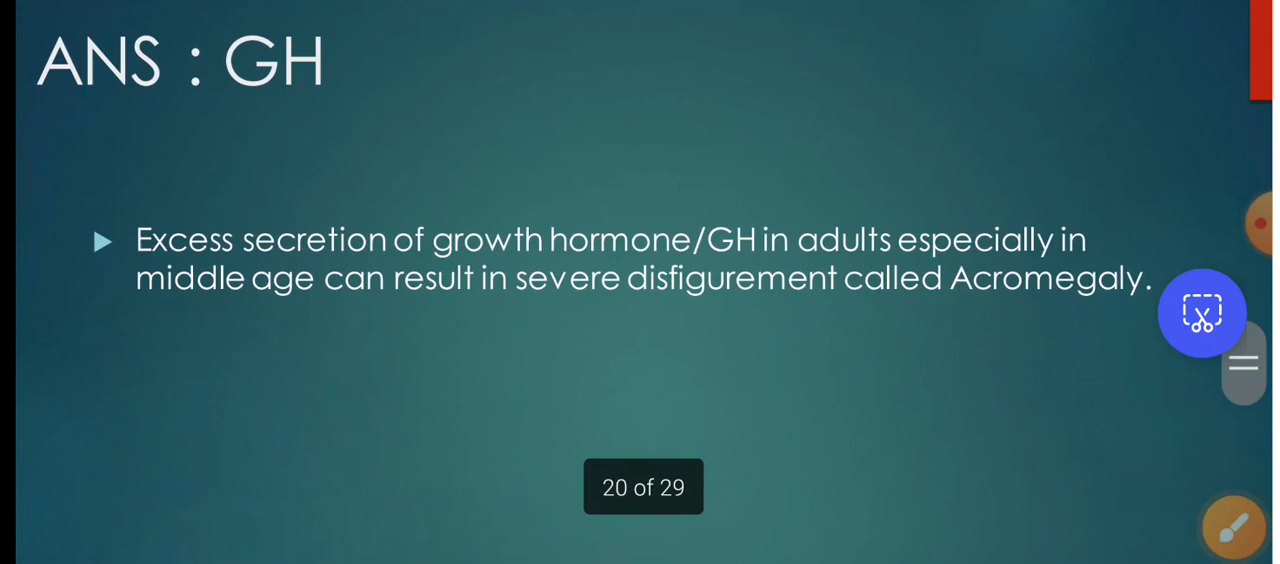 ANS : GH
Excess secretion of growth hormone/GH in adults especially in
middle age can result in severe disfigurement called Acromegaly.
20 of 29